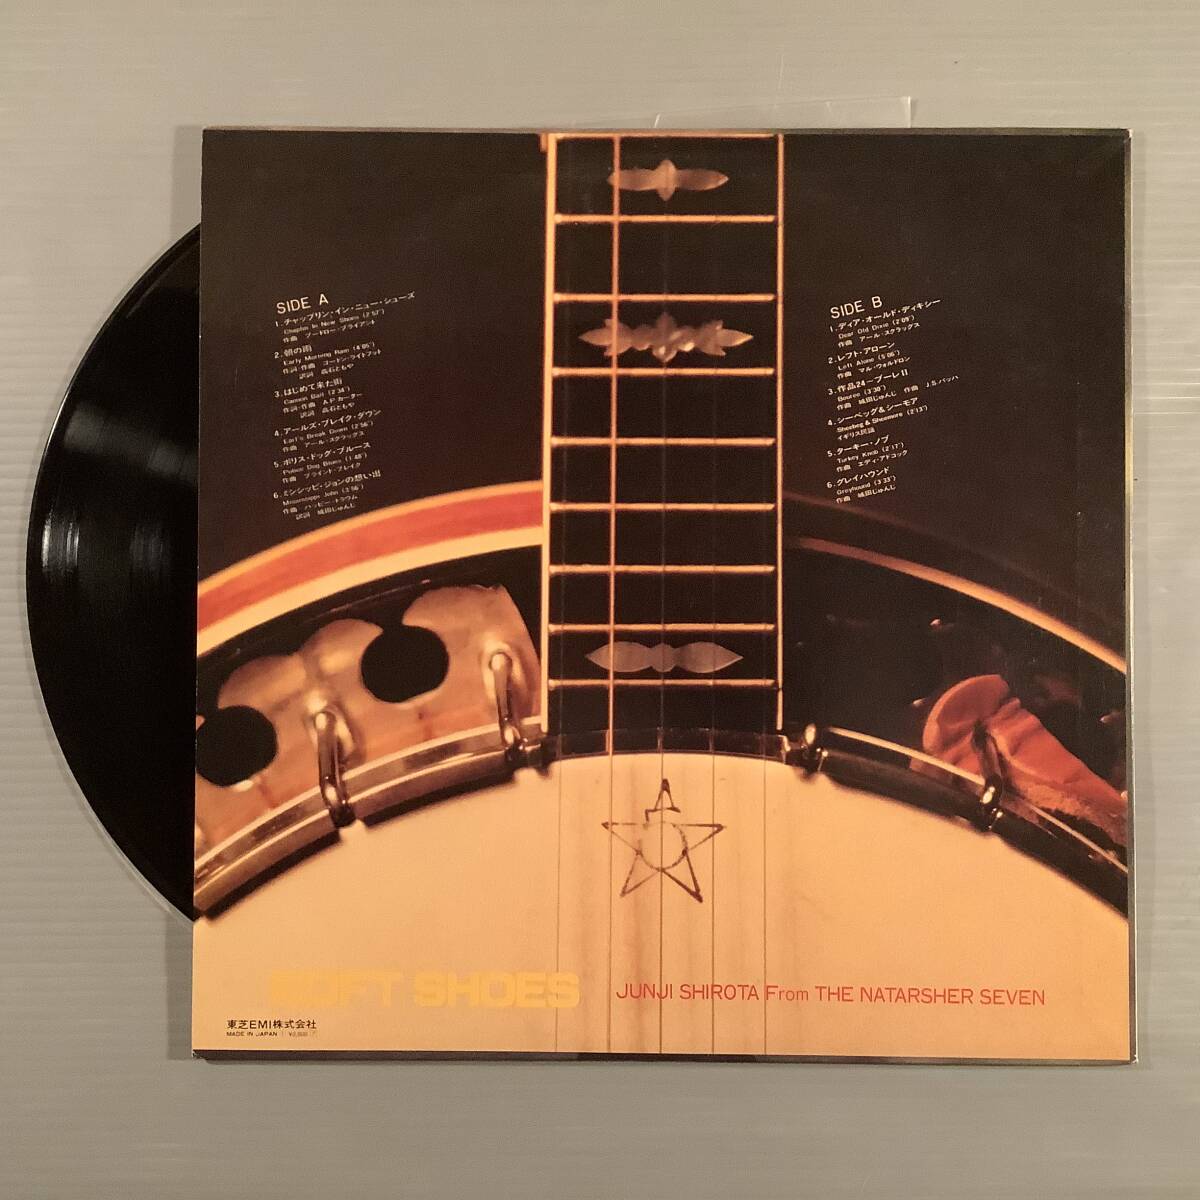 SIDE A
1. チャップリン・イン・ニュー・シューズ
Chaplin In New Shoes (2'57")
作曲 ブードロー・ブライアント
2. 朝の雨
Early Morning Rain (4'05")
作詞・作曲 ゴードン・ライトフット
訳詞 高石ともや
3. はじめて来た街
Cannon Ball (2'34")
作詞・作曲 A.P.カーター
訳詞 高石ともや
4. アールズ・ブレイク・ダウン
Earl's Break Down (2'56")
作曲 アール・スクラッグス
5. ポリス・ドッグ・ブルース
Police Dog Blues (1'48")
作曲 ブラインド・ブレイク
6. ミシシッピ・ジョンの想い出
Mississippi John (3'56")
作曲 ハッピー・トラウム
訳詞 城田じゅんじ
SIDE B
1. ディア・オールド・ディキシー
Dear Old Dixie (2'09")
作曲 アール・スクラッグス
2. レフト・アローン
Left Alone (5'06")
作曲 マル・ウォルドロン
3. 作品24―ブーレII
Bouree (3'30")
作曲 城田じゅんじ 作曲 J.S.バッハ
4. シーベッグ&シーモア
Sheebeg & Sheemore (2'13")
イギリス民謡
5. ターキー・ノブ
Turkey Knob (2'17")
作曲 エディ・アドコック
6. グレイハウンド
Greyhound (3'33")
作曲 城田じゅんじ
SOFT SHOES
JUNJI SHIROTA From THE NATARSHER SEVEN
東芝EMI株式会社
MADE IN JAPAN